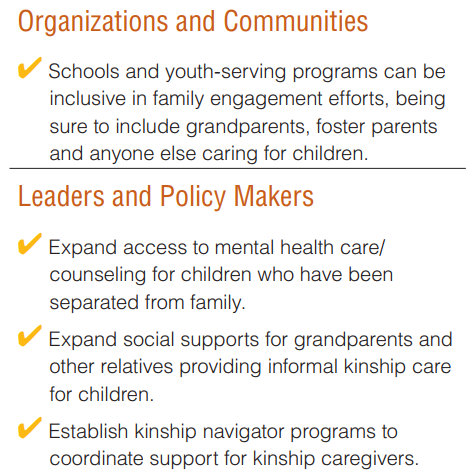 Organizations and Communities
✔ Schools and youth-serving programs can be
inclusive in family engagement efforts, being
sure to include grandparents, foster parents
and anyone else caring for children.
Leaders and Policy Makers
✔ Expand access to mental health care/
counseling for children who have been
separated from family.
✔ Expand social supports for grandparents and
other relatives providing informal kinship care
for children.
✔ Establish kinship navigator programs to
coordinate support for kinship caregivers.